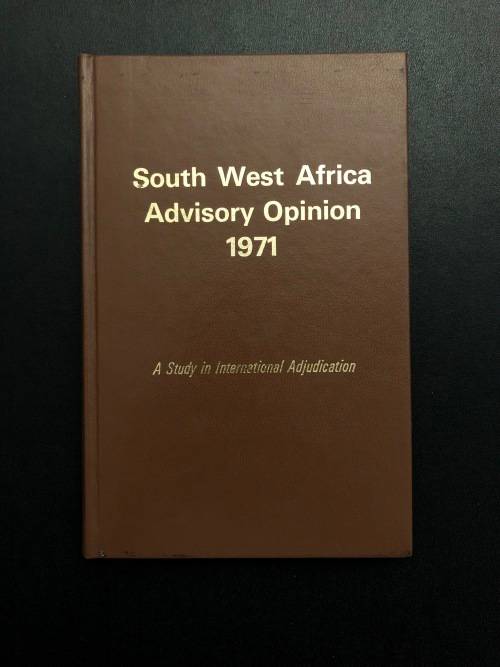 South West Africa
Advisory Opinion
1971
A Study in International Adjudication